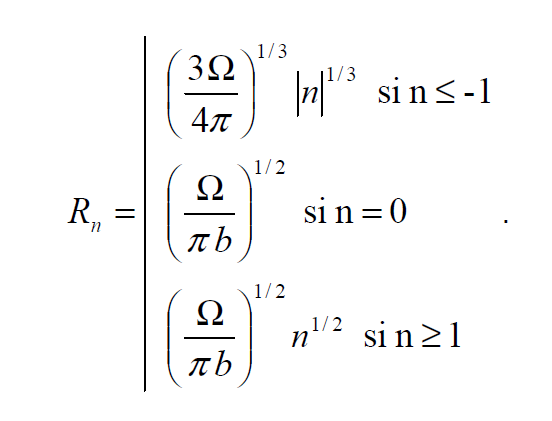 (3Ω/4π)^{1/3} |n|^{1/3} si n ≤ -1
R_n = (Ω/πb)^{1/2} si n = 0 .
(Ω/πb)^{1/2} n^{1/2} si n ≥ 1